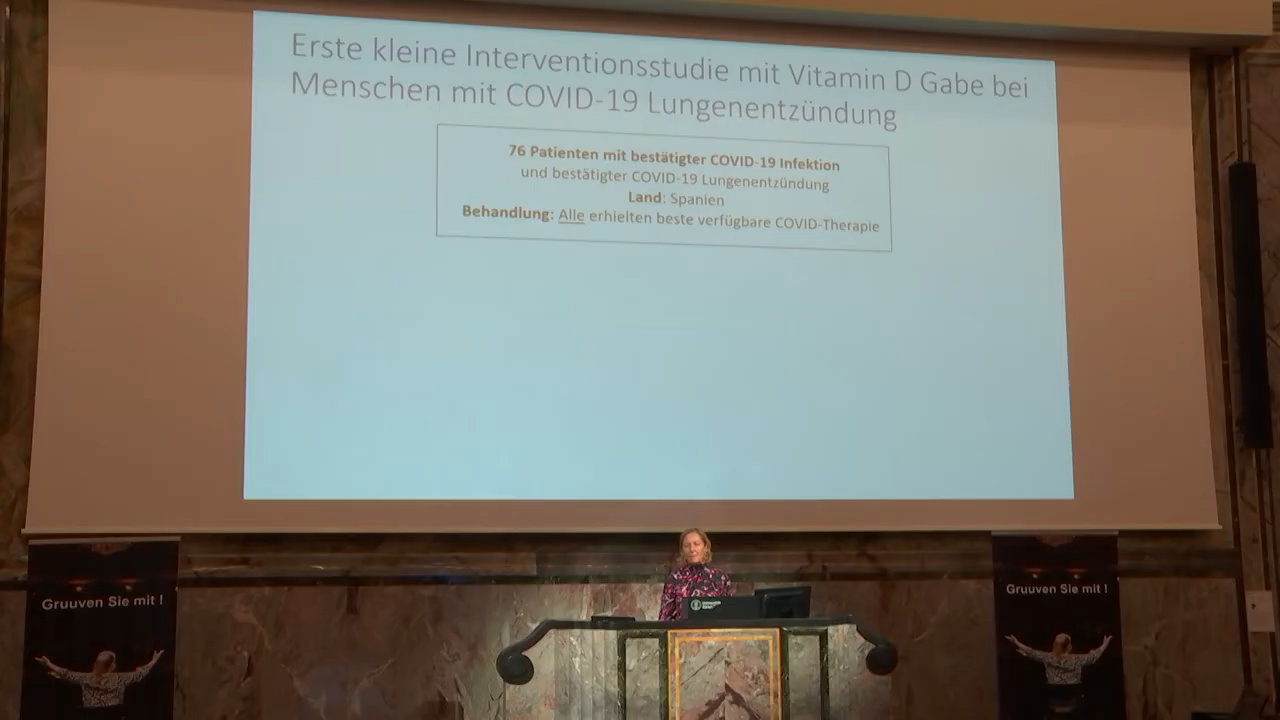 Erste kleine Interventionsstudie mit Vitamin D Gabe bei
Menschen mit COVID-19 Lungenentzündung
76 Patienten mit bestätigter COVID-19 Infektion
und bestätigter COVID-19 Lungenentzündung
Land: Spanien
Behandlung: Alle erhielten beste verfügbare COVID-Therapie
Gruuven Sie mit !
Gruuven Sie mit !